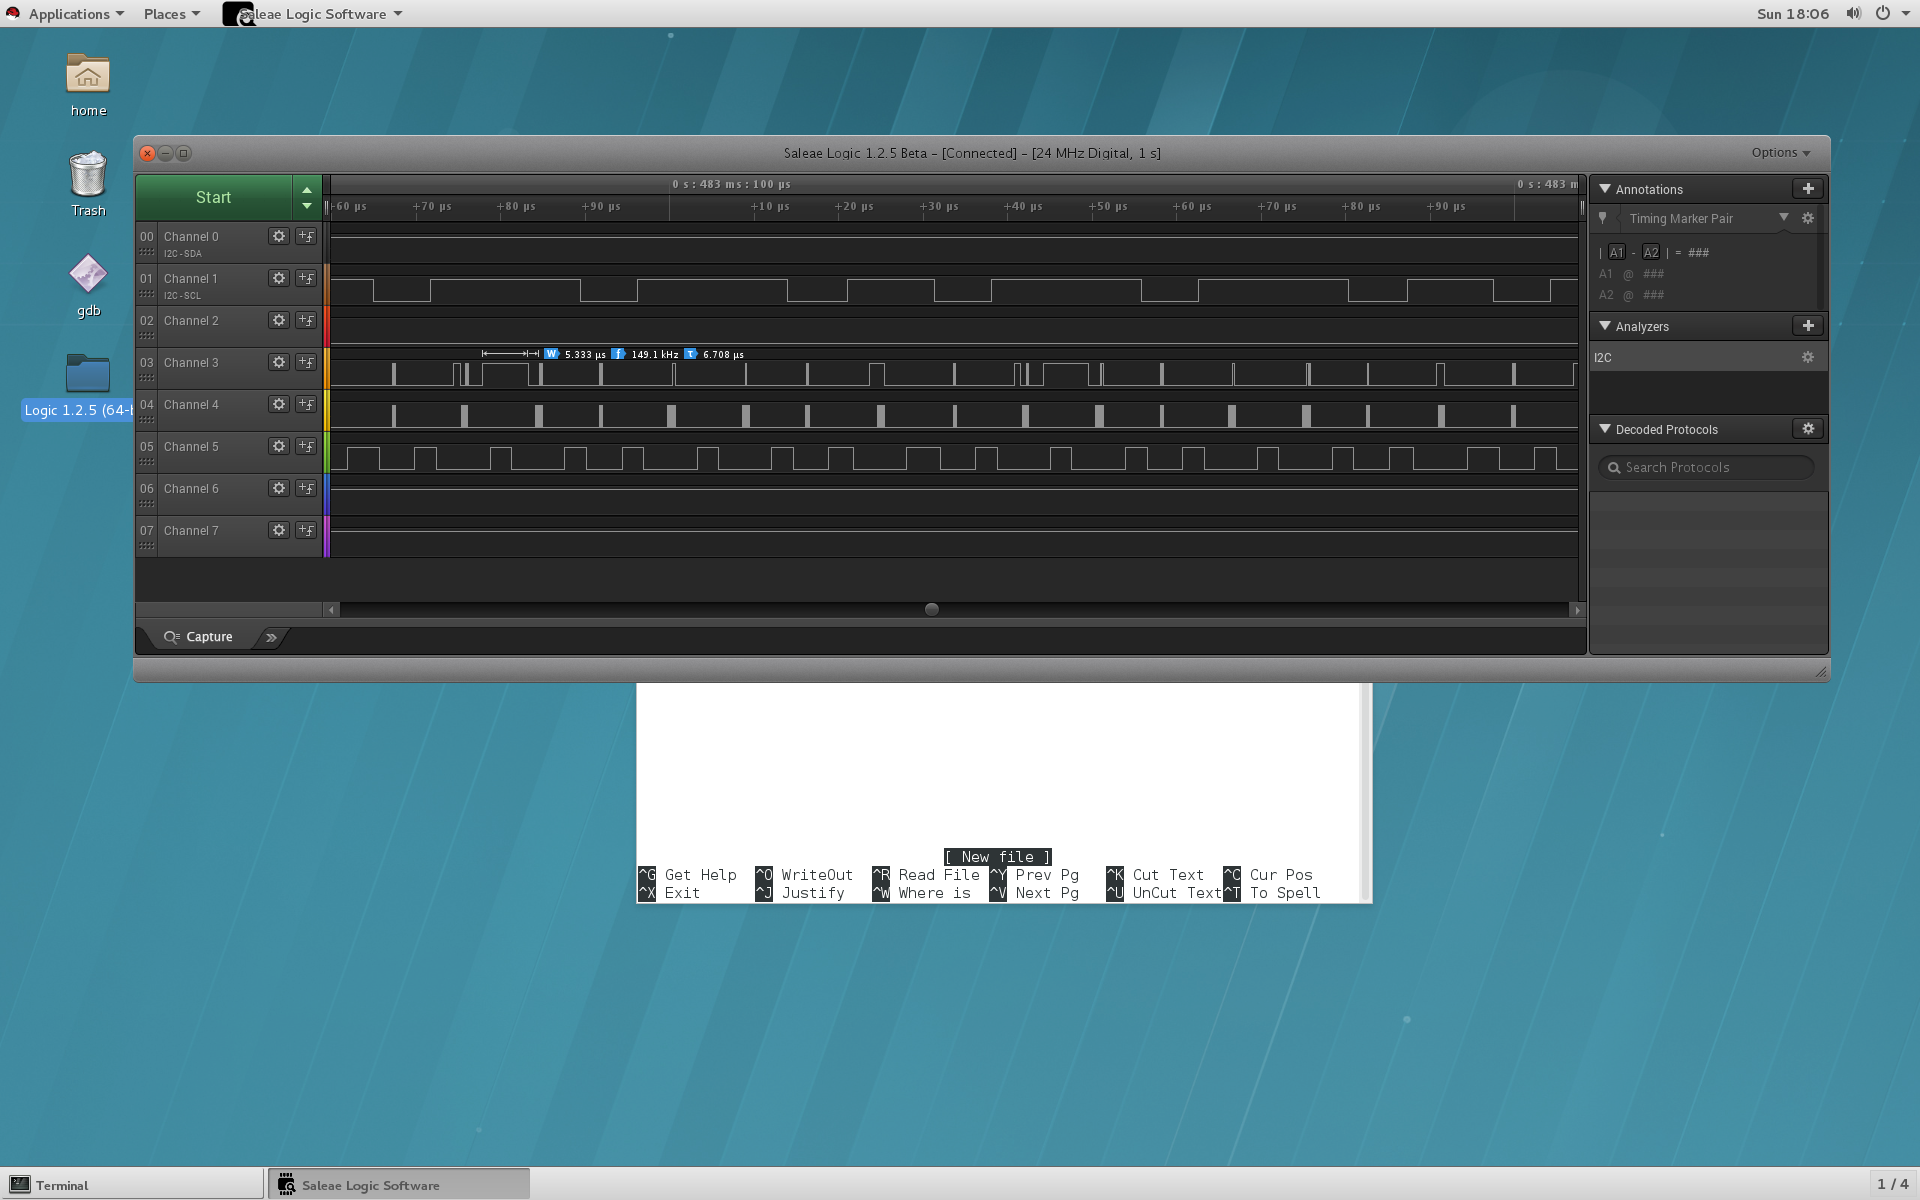 Applications Places Saleae Logic Software Sun 18:06
home
Trash
gdb
Logic 1.2.5 (64-b
Saleae Logic 1.2.5 Beta - [Connected] - [24 MHz Digital, 1 s] Options
Start
0 s : 483 ms : 100 µs 0 s : 483 m
+60 µs +70 µs +80 µs +90 µs +10 µs +20 µs +30 µs +40 µs +50 µs +60 µs +70 µs +80 µs +90 µs
00 Channel 0
I2C - SDA
01 Channel 1
I2C - SCL
02 Channel 2
03 Channel 3
W 5.333 µs f 149.1 kHz T 6.708 µs
04 Channel 4
05 Channel 5
06 Channel 6
07 Channel 7
Capture
Annotations
Timing Marker Pair
| A1 - A2 | = ###
A1 @ ###
A2 @ ###
Analyzers
I2C
Decoded Protocols
Search Protocols
[ New file ]
^G Get Help ^O WriteOut ^R Read File ^Y Prev Pg ^K Cut Text ^C Cur Pos
^X Exit ^J Justify ^W Where is ^V Next Pg ^U UnCut Text ^T To Spell
Terminal Saleae Logic Software 1 / 4